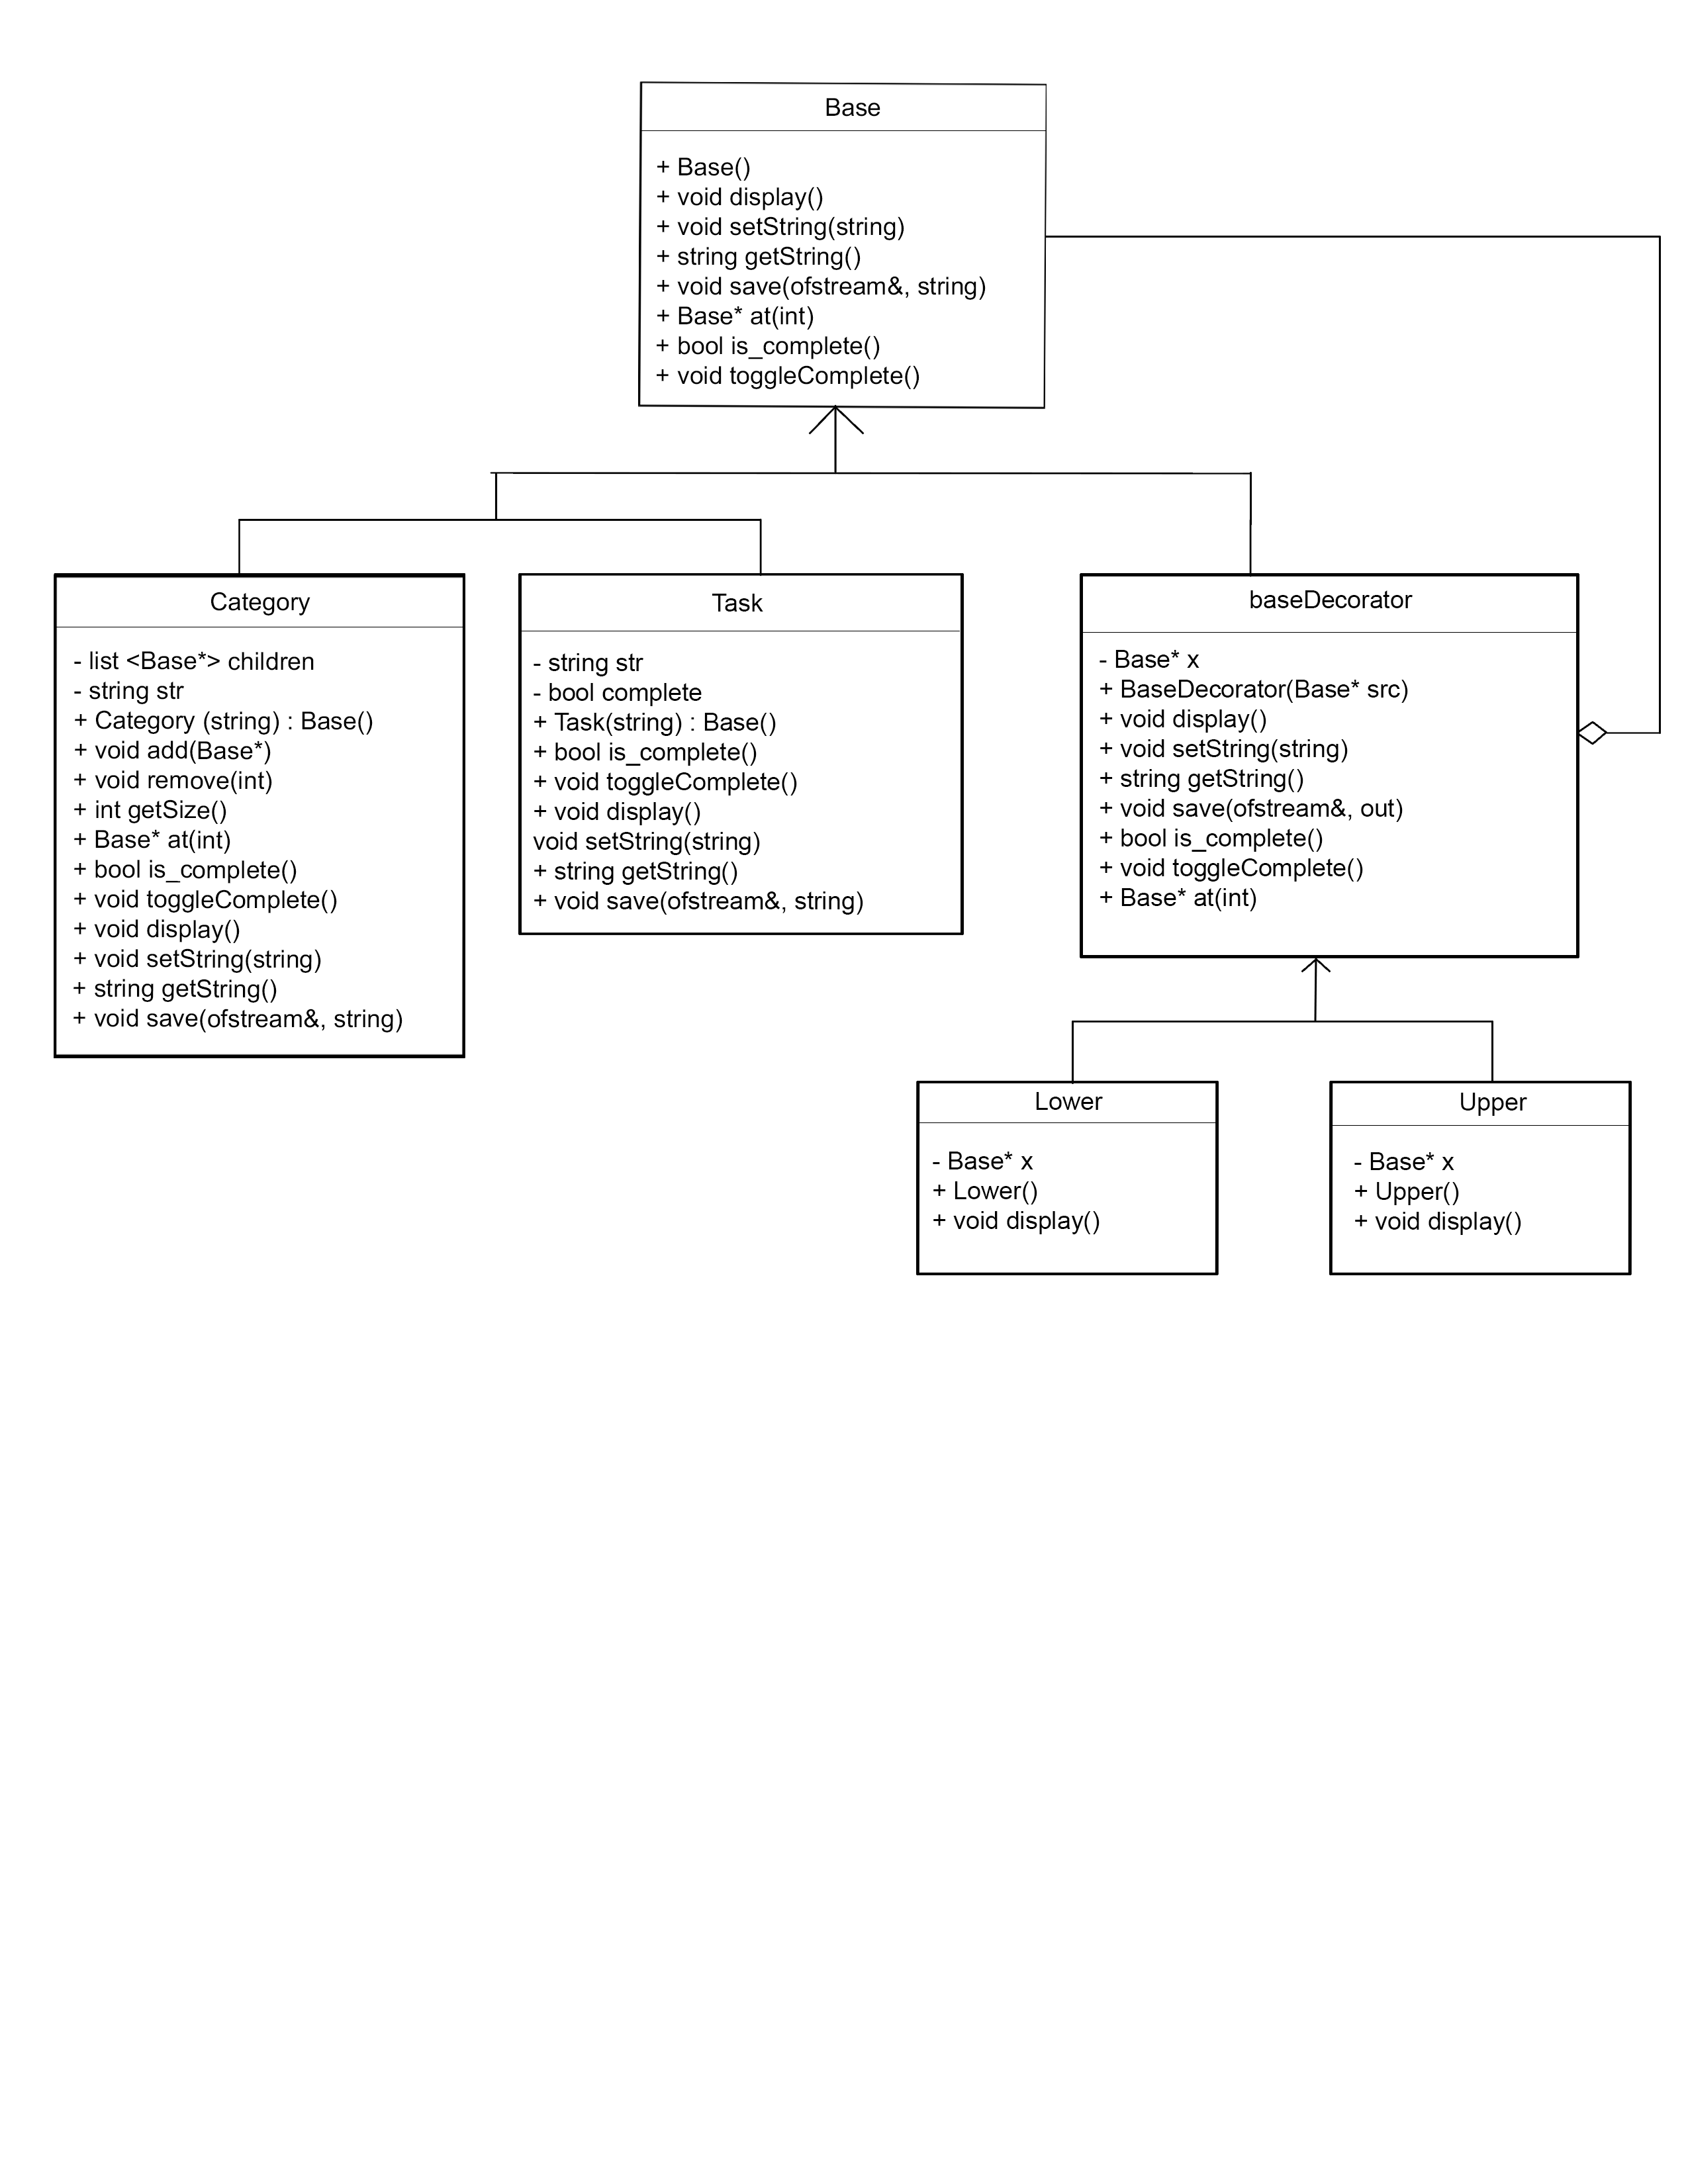 Base
+ Base()
+ void display()
+ void setString(string)
+ string getString()
+ void save(ofstream&, string)
+ Base* at(int)
+ bool is_complete()
+ void toggleComplete()
Category
- list <Base*> children
- string str
+ Category (string) : Base()
+ void add(Base*)
+ void remove(int)
+ int getSize()
+ Base* at(int)
+ bool is_complete()
+ void toggleComplete()
+ void display()
+ void setString(string)
+ string getString()
+ void save(ofstream&, string)
Task
- string str
- bool complete
+ Task(string) : Base()
+ bool is_complete()
+ void toggleComplete()
+ void display()
void setString(string)
+ string getString()
+ void save(ofstream&, string)
baseDecorator
- Base* x
+ BaseDecorator(Base* src)
+ void display()
+ void setString(string)
+ string getString()
+ void save(ofstream&, out)
+ bool is_complete()
+ void toggleComplete()
+ Base* at(int)
Lower
- Base* x
+ Lower()
+ void display()
Upper
- Base* x
+ Upper()
+ void display()